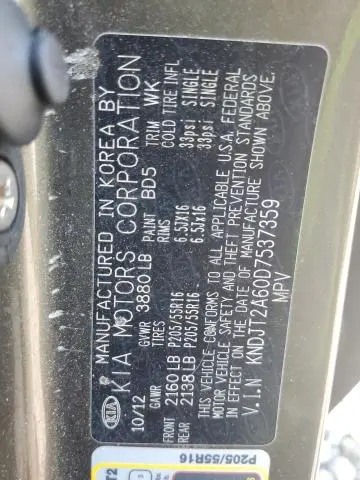 MANUFACTURED IN KOREA BY
KIA MOTORS CORPORATION
KIA
10/12 GVWR 3880 LB PAINT BD5 TRIM WK
GAWR TIRES RIMS COLD TIRE INFL
FRONT 2160 LB P205/55R16 6.5JX16 33psi SINGLE
REAR 2138 LB P205/55R16 6.5JX16 33psi SINGLE
THIS VEHICLE CONFORMS TO ALL APPLICABLE U.S.A. FEDERAL
MOTOR VEHICLE SAFETY AND THEFT PREVENTION STANDARDS
IN EFFECT ON THE DATE OF MANUFACTURE SHOWN ABOVE.
V.I.N KNDJT2A60D7537359
MPV
P205/55R16